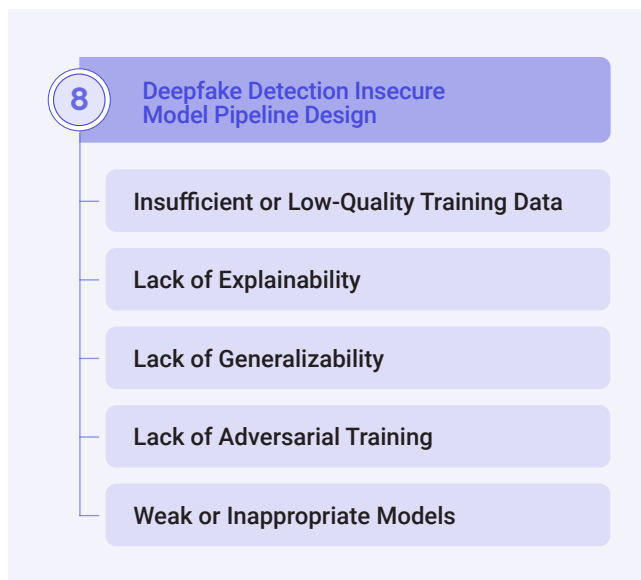 8
Deepfake Detection Insecure
Model Pipeline Design
Insufficient or Low-Quality Training Data
Lack of Explainability
Lack of Generalizability
Lack of Adversarial Training
Weak or Inappropriate Models